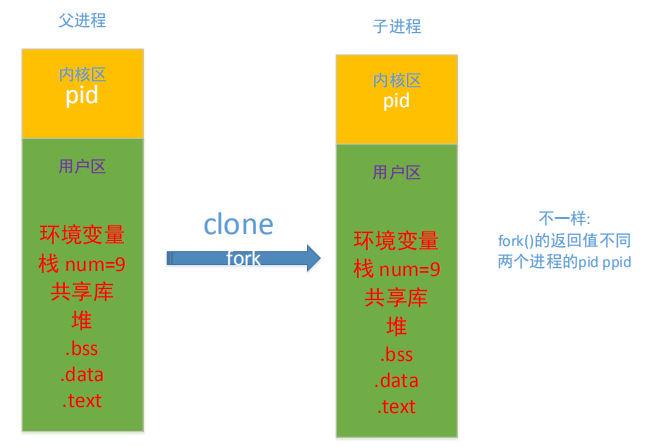 父进程
内核区
pid
用户区
环境变量
栈 num=9
共享库
堆
.bss
.data
.text
clone
fork
子进程
内核区
pid
用户区
环境变量
栈 num=9
共享库
堆
.bss
.data
.text
不一样:
fork()的返回值不同
两个进程的pid ppid